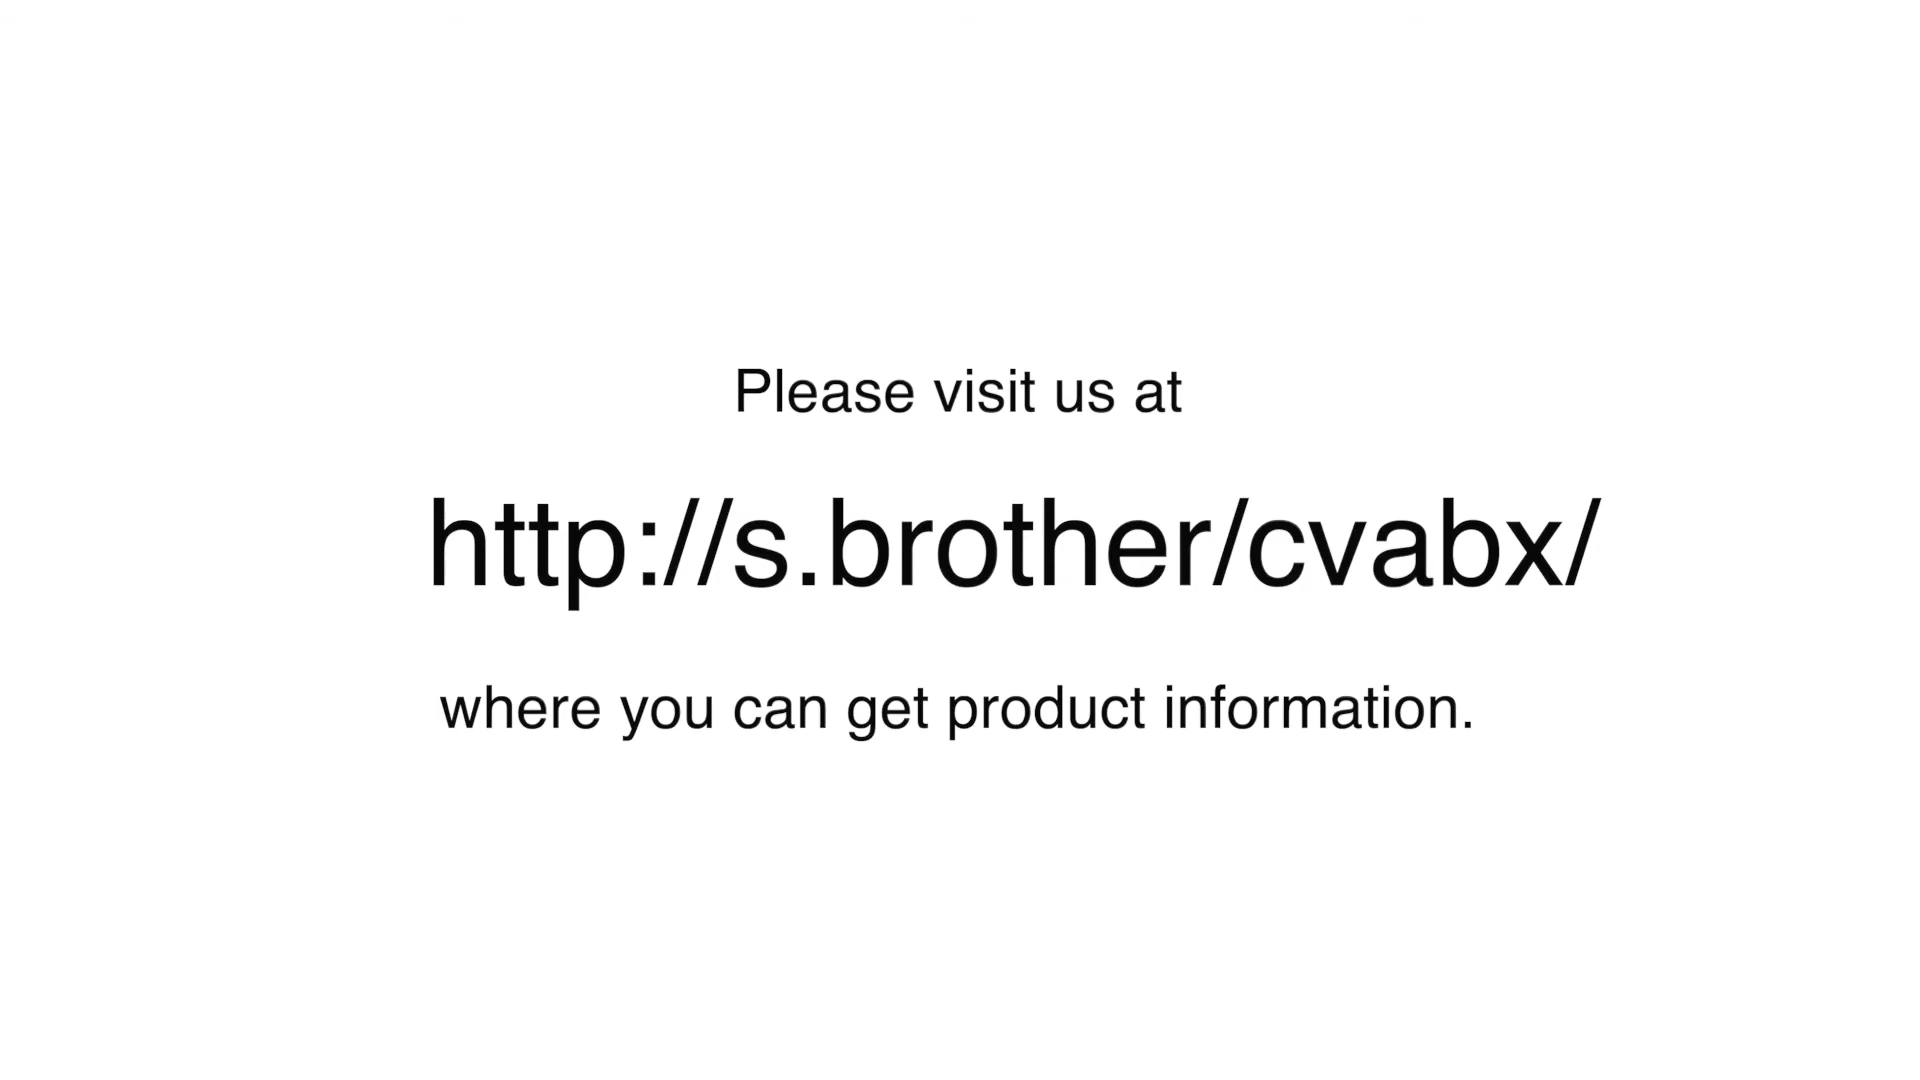 Please visit us at
http://s.brother/cvabx/
where you can get product information.